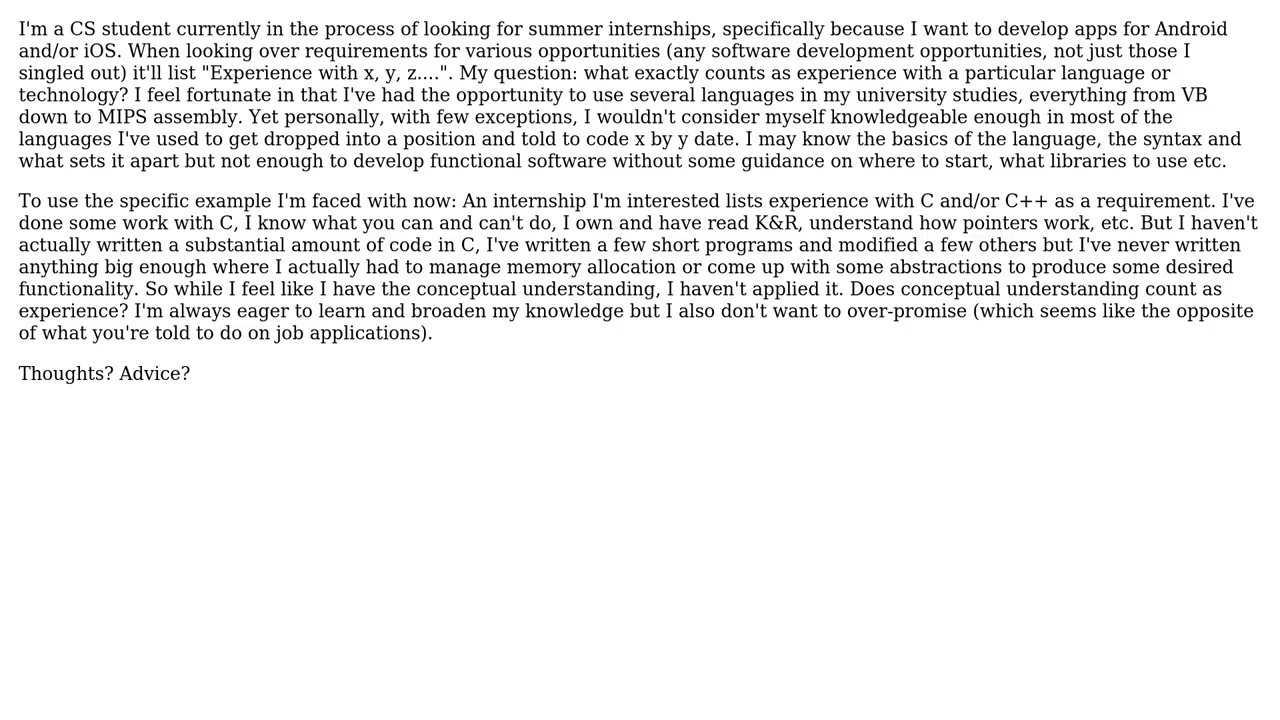 I'm a CS student currently in the process of looking for summer internships, specifically because I want to develop apps for Android
and/or iOS. When looking over requirements for various opportunities (any software development opportunities, not just those I
singled out) it'll list "Experience with x, y, z....". My question: what exactly counts as experience with a particular language or
technology? I feel fortunate in that I've had the opportunity to use several languages in my university studies, everything from VB
down to MIPS assembly. Yet personally, with few exceptions, I wouldn't consider myself knowledgeable enough in most of the
languages I've used to get dropped into a position and told to code x by y date. I may know the basics of the language, the syntax and
what sets it apart but not enough to develop functional software without some guidance on where to start, what libraries to use etc.
To use the specific example I'm faced with now: An internship I'm interested lists experience with C and/or C++ as a requirement. I've
done some work with C, I know what you can and can't do, I own and have read K&R, understand how pointers work, etc. But I haven't
actually written a substantial amount of code in C, I've written a few short programs and modified a few others but I've never written
anything big enough where I actually had to manage memory allocation or come up with some abstractions to produce some desired
functionality. So while I feel like I have the conceptual understanding, I haven't applied it. Does conceptual understanding count as
experience? I'm always eager to learn and broaden my knowledge but I also don't want to over-promise (which seems like the opposite
of what you're told to do on job applications).
Thoughts? Advice?